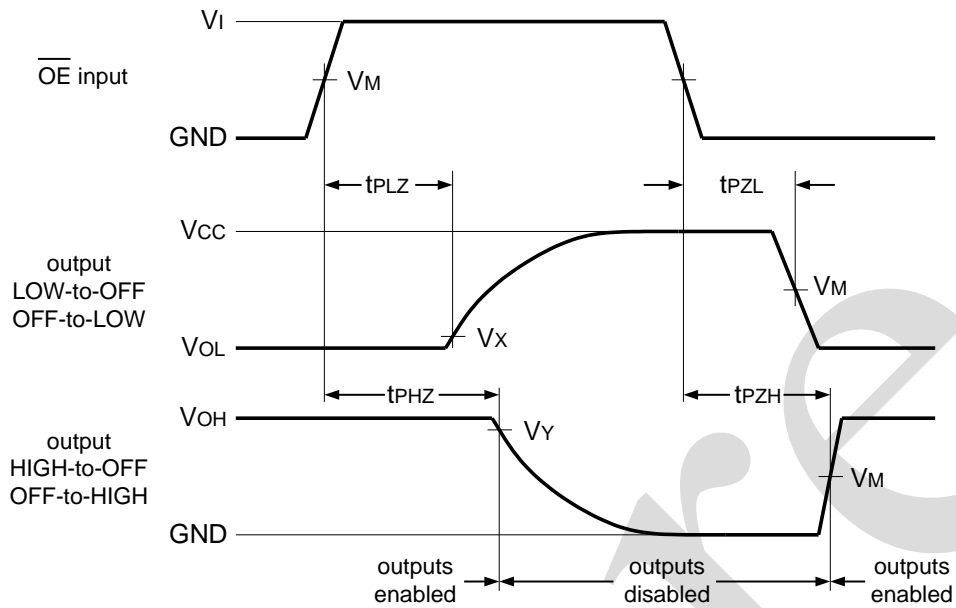 VI
OE input
VM
GND
tPLZ
tPZL
VCC
output
LOW-to-OFF
OFF-to-LOW
VM
VX
VOL
tPHZ
tPZH
VOH
VY
output
HIGH-to-OFF
OFF-to-HIGH
VM
GND
outputs
enabled
outputs
disabled
outputs
enabled